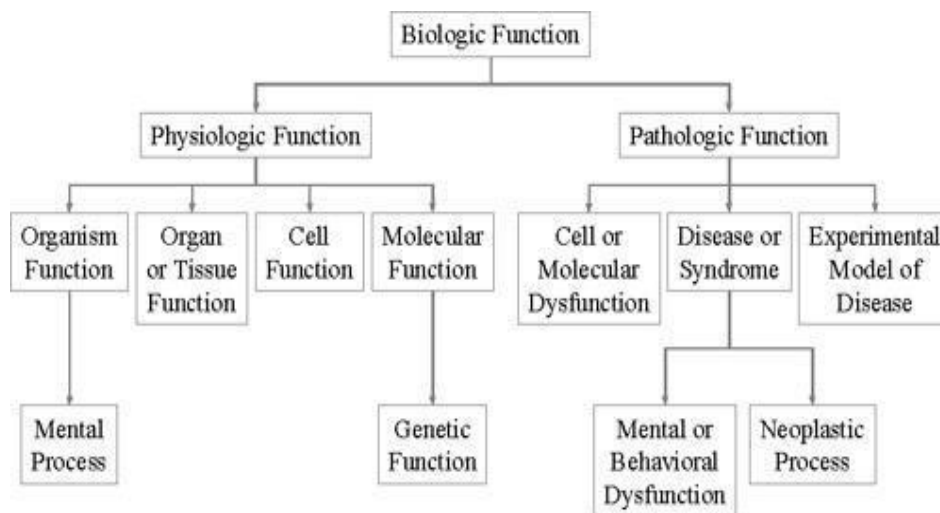 Biologic Function
Physiologic Function
Pathologic Function
Organism
Function
Organ
or Tissue
Function
Cell
Function
Molecular
Function
Cell or
Molecular
Dysfunction
Disease or
Syndrome
Experimental
Model of
Disease
Mental
Process
Genetic
Function
Mental or
Behavioral
Dysfunction
Neoplastic
Process